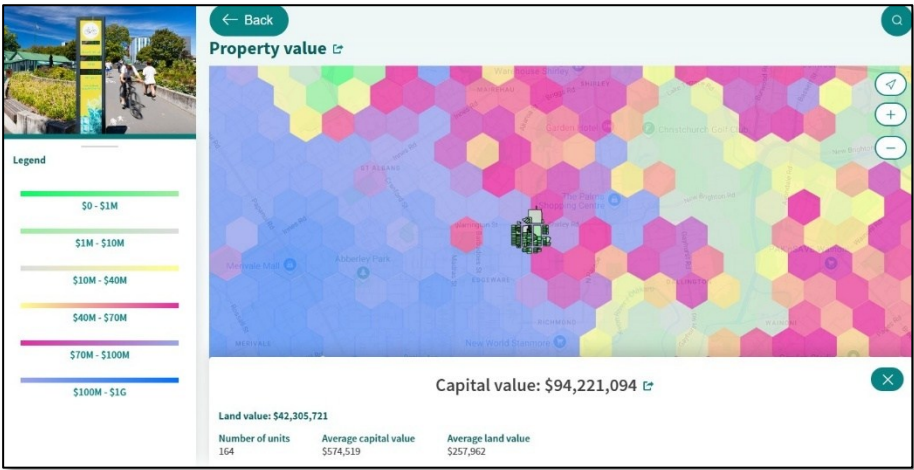 Back
Property value
Legend
$0 - $1M
$1M - $10M
$10M - $40M
$40M - $70M
$70M - $100M
$100M - $1G
SHIRLEY
Christchurch Golf Club
ST ALBANS
The Palms
Shopping Centre
New Brighton Rd
Merivale Mall
Abberley Park
EDGEWARE
RICHMOND
MERIVALE
New World Stanmore
Capital value: $94,221,094
Land value: $42,305,721
Number of units
Average capital value
Average land value
164
$574,519
$257,962